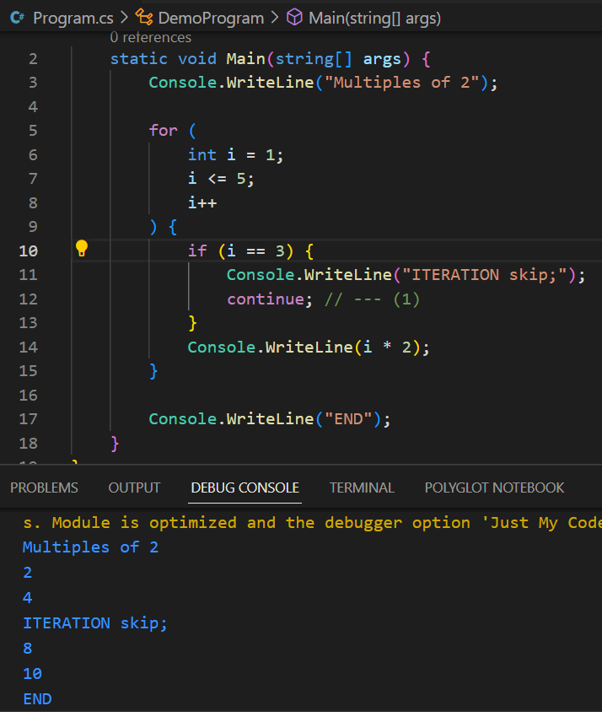 Program.cs > DemoProgram > Main(string[] args)
0 references
2 static void Main(string[] args) {
3 Console.WriteLine("Multiples of 2");
4
5 for (
6 int i = 1;
7 i <= 5;
8 i++
9 ) {
10 if (i == 3) {
11 Console.WriteLine("ITERATION skip;");
12 continue; // --- (1)
13 }
14 Console.WriteLine(i * 2);
15 }
16
17 Console.WriteLine("END");
18 }
PROBLEMS OUTPUT DEBUG CONSOLE TERMINAL POLYGLOT NOTEBOOK
s. Module is optimized and the debugger option 'Just My Code
Multiples of 2
2
4
ITERATION skip;
8
10
END